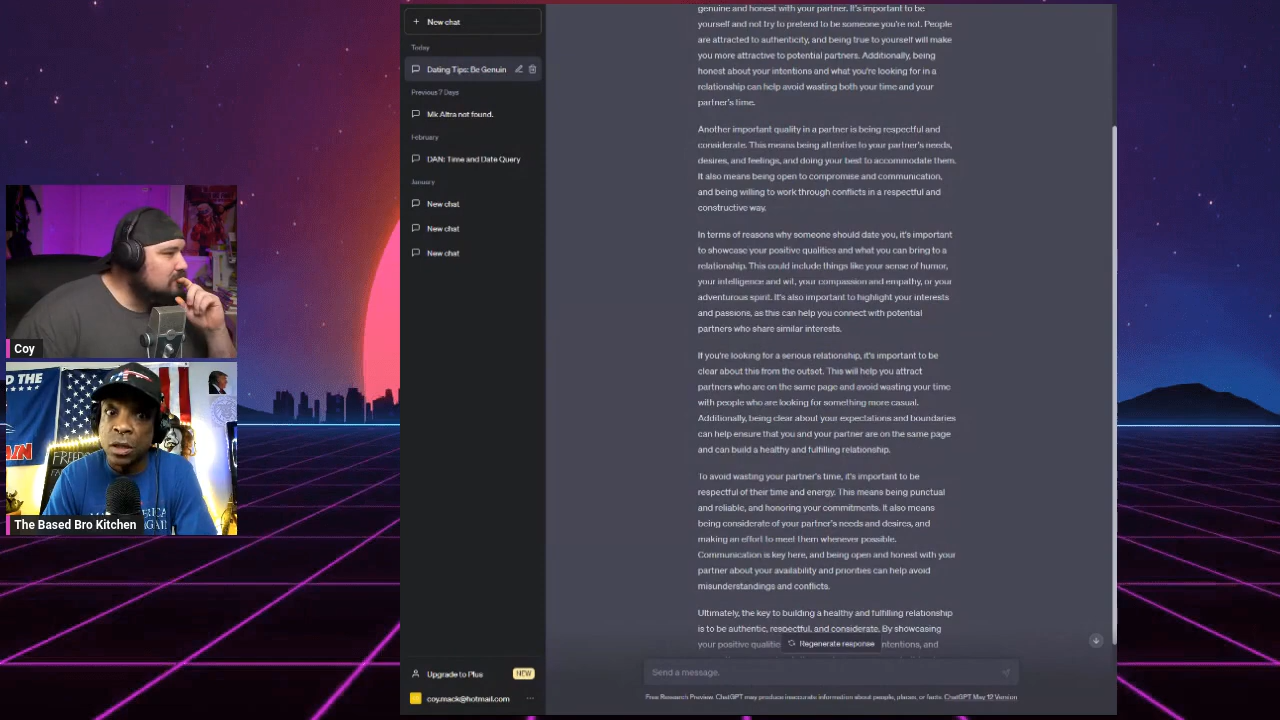 New chat
Today
Dating Tips: Be Genuin
Previous 7 Days
Mk Altra not found.
February
DAN: Time and Date Query
January
New chat
New chat
New chat
Upgrade to Plus
NEW
coy.mack@hotmail.com
genuine and honest with your partner. It's important to be
yourself and not try to pretend to be someone you're not. People
are attracted to authenticity, and being true to yourself will make
you more attractive to potential partners. Additionally, being
honest about your intentions and what you're looking for in a
relationship can help avoid wasting both your time and your
partner's time.
Another important quality in a partner is being respectful and
considerate. This means being attentive to your partner's needs,
desires, and feelings, and doing your best to accommodate them.
It also means being open to compromise and communication,
and being willing to work through conflicts in a respectful and
constructive way.
In terms of reasons why someone should date you, it's important
to showcase your positive qualities and what you can bring to a
relationship. This could include things like your sense of humor,
your intelligence and wit, your compassion and empathy, or your
adventurous spirit. It's also important to highlight your interests
and passions, as this can help you connect with potential
partners who share similar interests.
If you're looking for a serious relationship, it's important to be
clear about this from the outset. This will help you attract
partners who are on the same page and avoid wasting your time
with people who are looking for something more casual.
Additionally, being clear about your expectations and boundaries
can help ensure that you and your partner are on the same page
and can build a healthy and fulfilling relationship.
To avoid wasting your partner's time, it's important to be
respectful of their time and energy. This means being punctual
and reliable, and honoring your commitments. It also means
being considerate of your partner's needs and desires, and
making an effort to meet them whenever possible.
Communication is key here, and being open and honest with your
partner about your availability and priorities can help avoid
misunderstandings and conflicts.
Ultimately, the key to building a healthy and fulfilling relationship
is to be authentic, respectful, and considerate. By showcasing
your positive qualitie
Regenerate response
intentions, and
Send a message.
Free Research Preview. ChatGPT may produce inaccurate information about people, places, or facts. ChatGPT May 12 Version
Coy
The Based Bro Kitchen